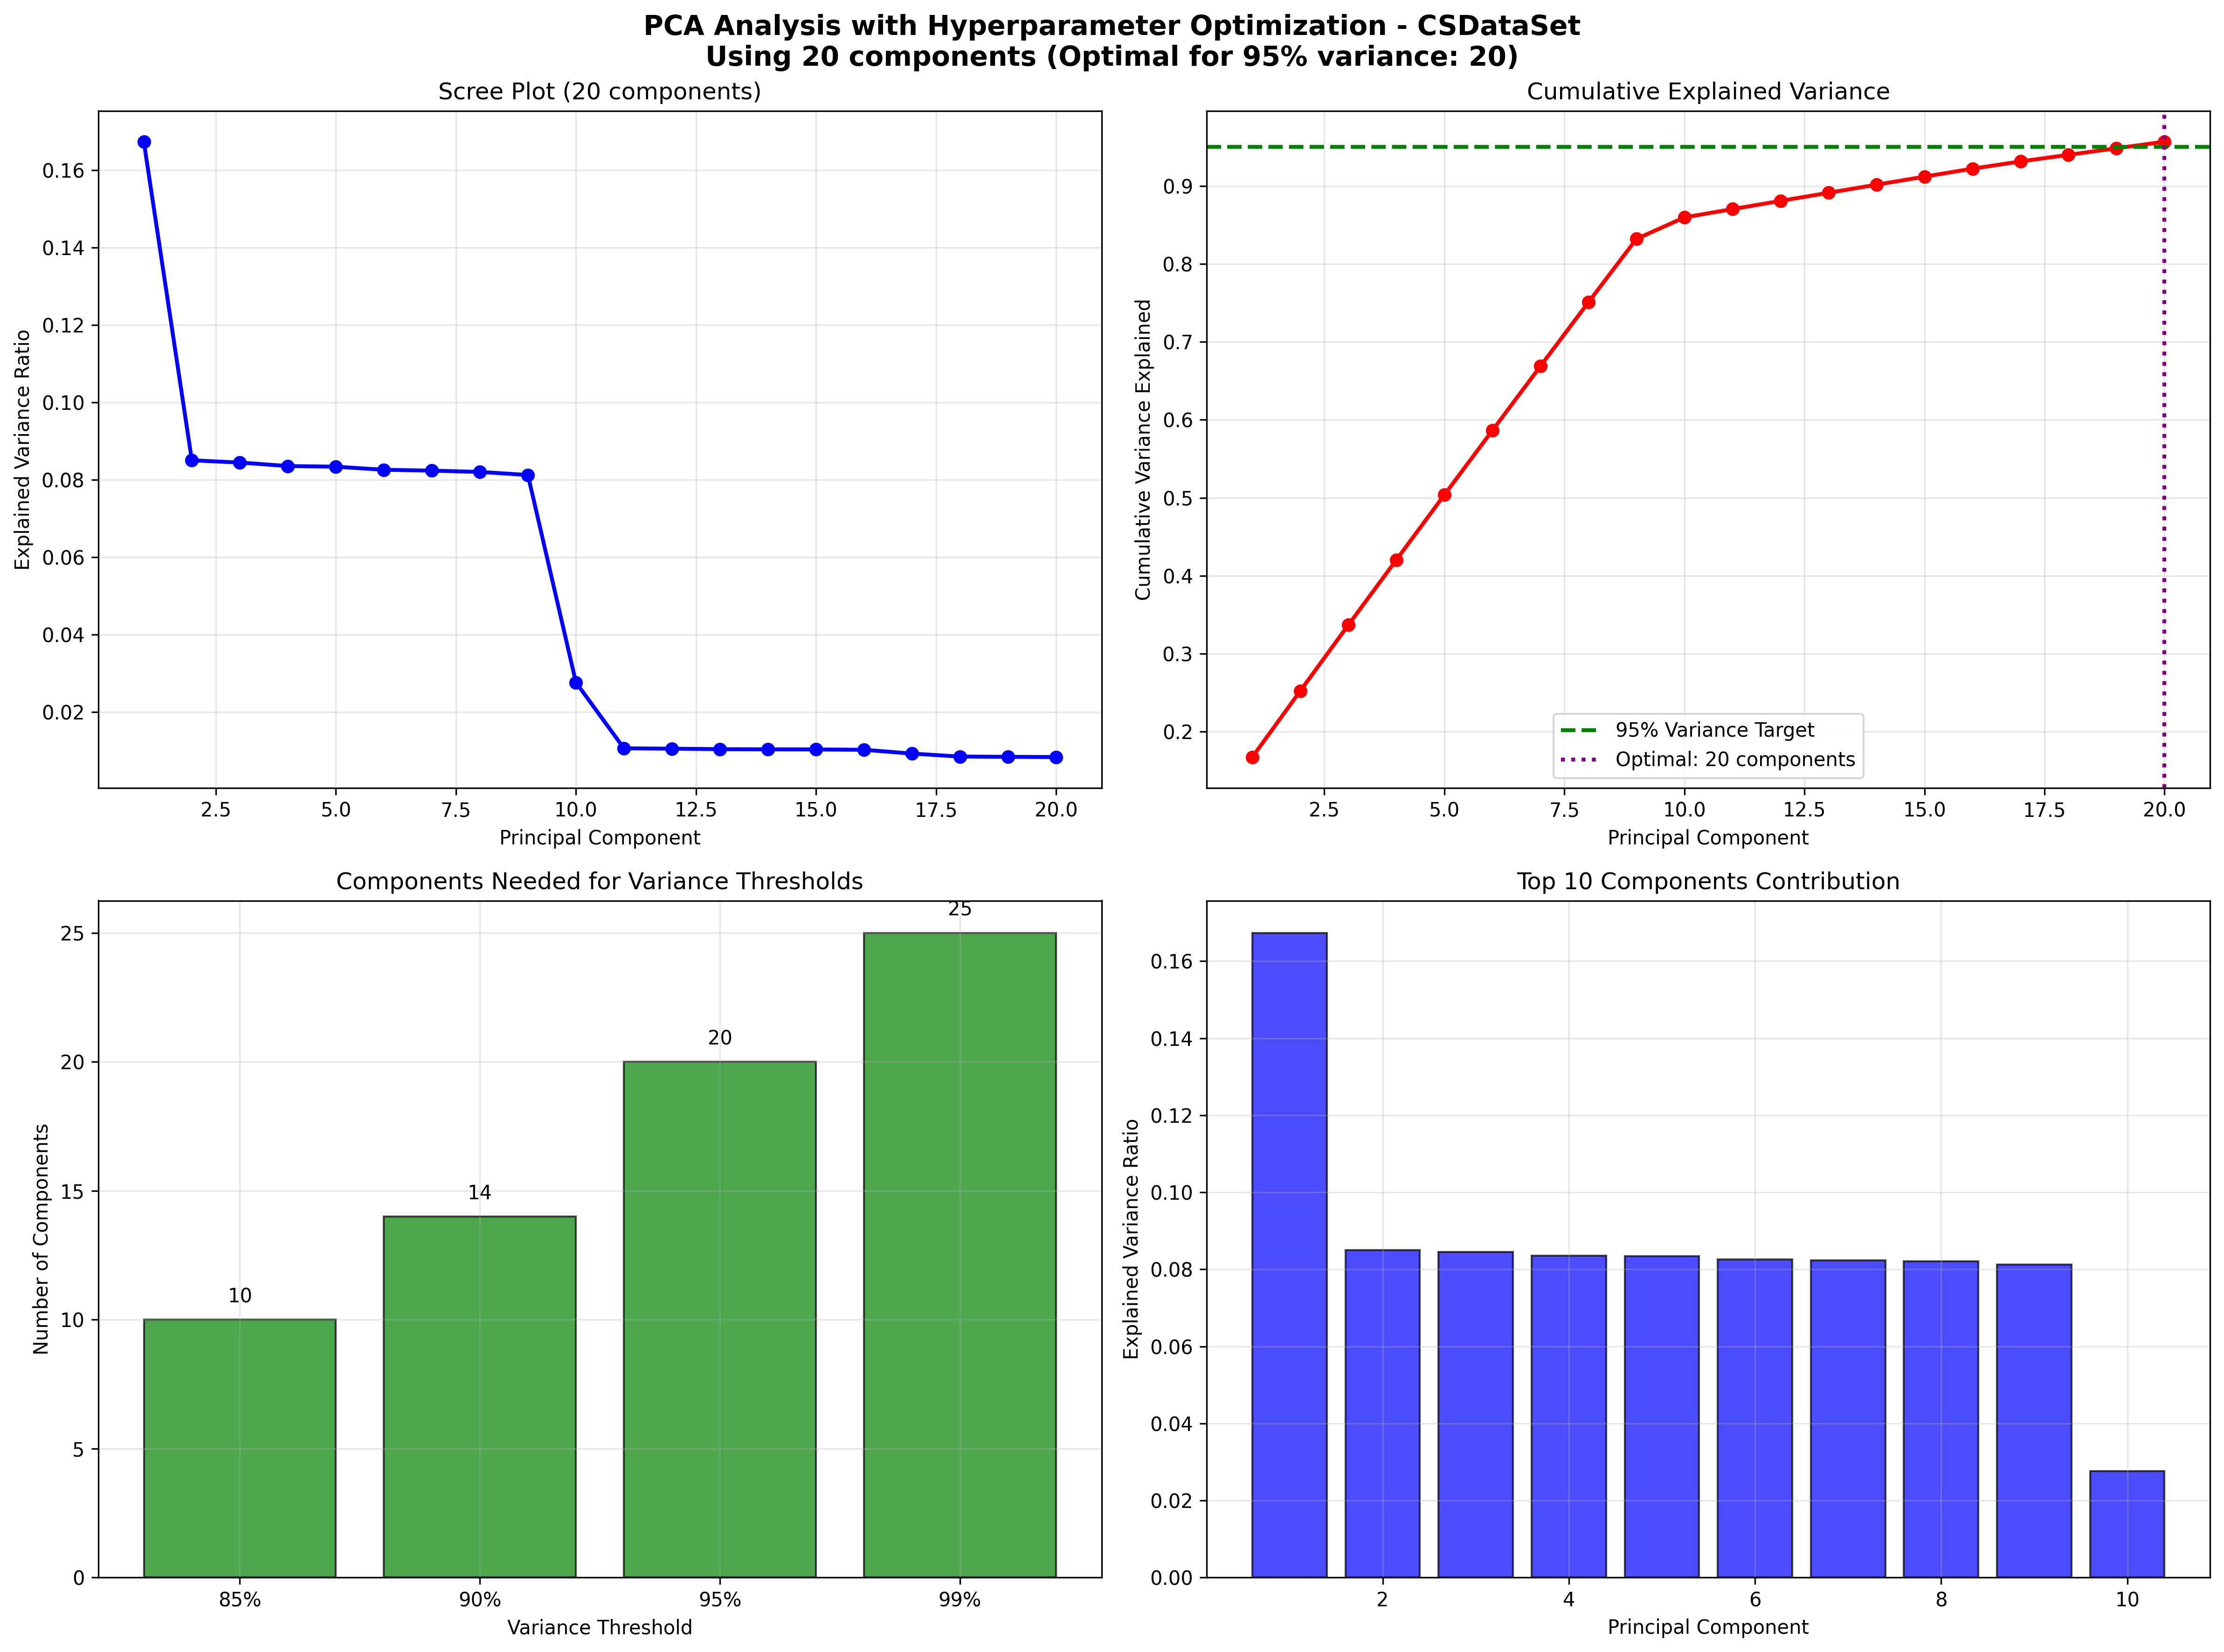 PCA Analysis with Hyperparameter Optimization - CSDataSet
Using 20 components (Optimal for 95% variance: 20)
Scree Plot (20 components)
Explained Variance Ratio
0.16
0.14
0.12
0.10
0.08
0.06
0.04
0.02
2.5 5.0 7.5 10.0 12.5 15.0 17.5 20.0
Principal Component
Cumulative Explained Variance
Cumulative Variance Explained
0.9
0.8
0.7
0.6
0.5
0.4
0.3
0.2
95% Variance Target
Optimal: 20 components
2.5 5.0 7.5 10.0 12.5 15.0 17.5 20.0
Principal Component
Components Needed for Variance Thresholds
Number of Components
25
20
15
10
5
0
10
14
20
25
85% 90% 95% 99%
Variance Threshold
Top 10 Components Contribution
Explained Variance Ratio
0.16
0.14
0.12
0.10
0.08
0.06
0.04
0.02
0.00
2 4 6 8 10
Principal Component